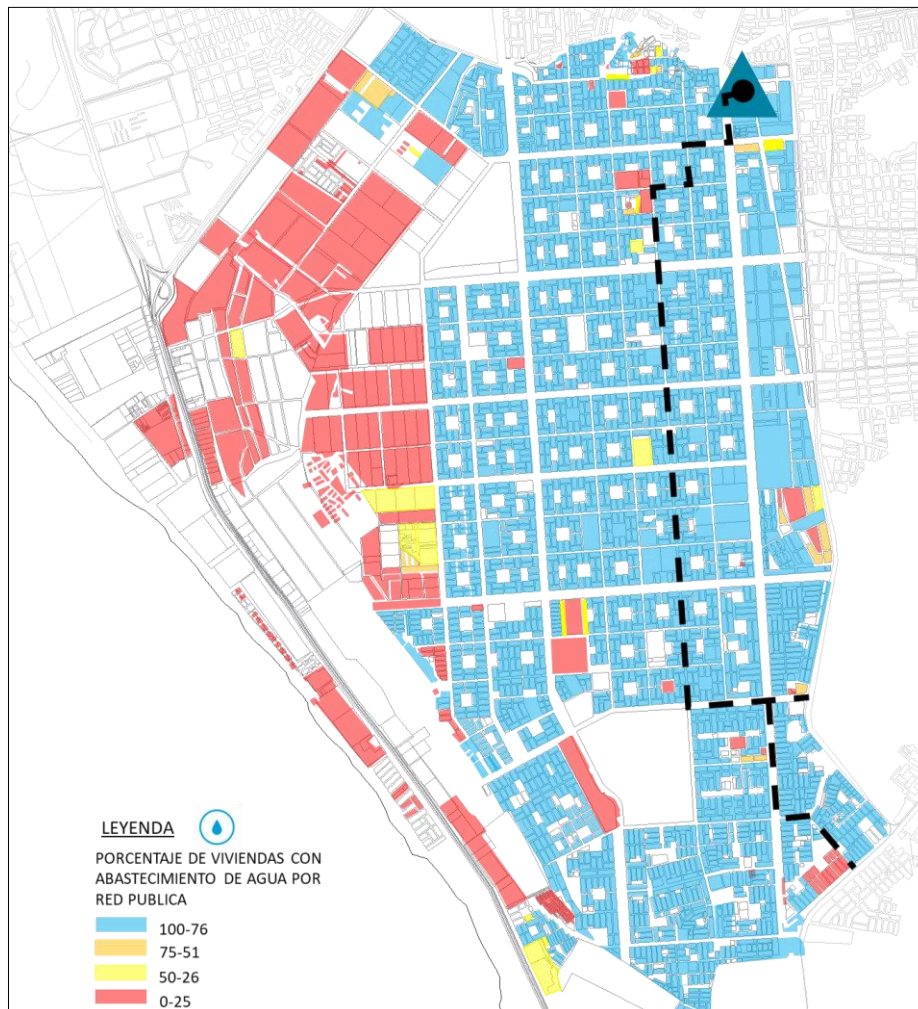 LEYENDA
PORCENTAJE DE VIVIENDAS CON
ABASTECIMIENTO DE AGUA POR
RED PUBLICA
100-76
75-51
50-26
0-25